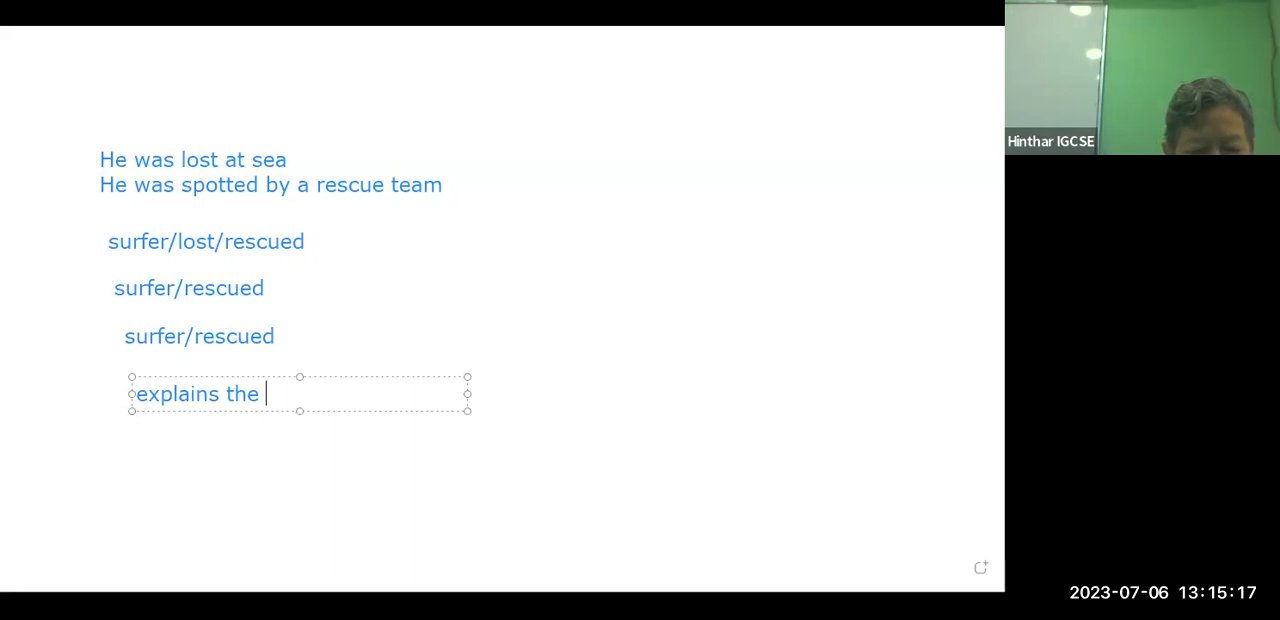 He was lost at sea
He was spotted by a rescue team
surfer/lost/rescued
surfer/rescued
surfer/rescued
explains the
Hinthar IGCSE
2023-07-06 13:15:17